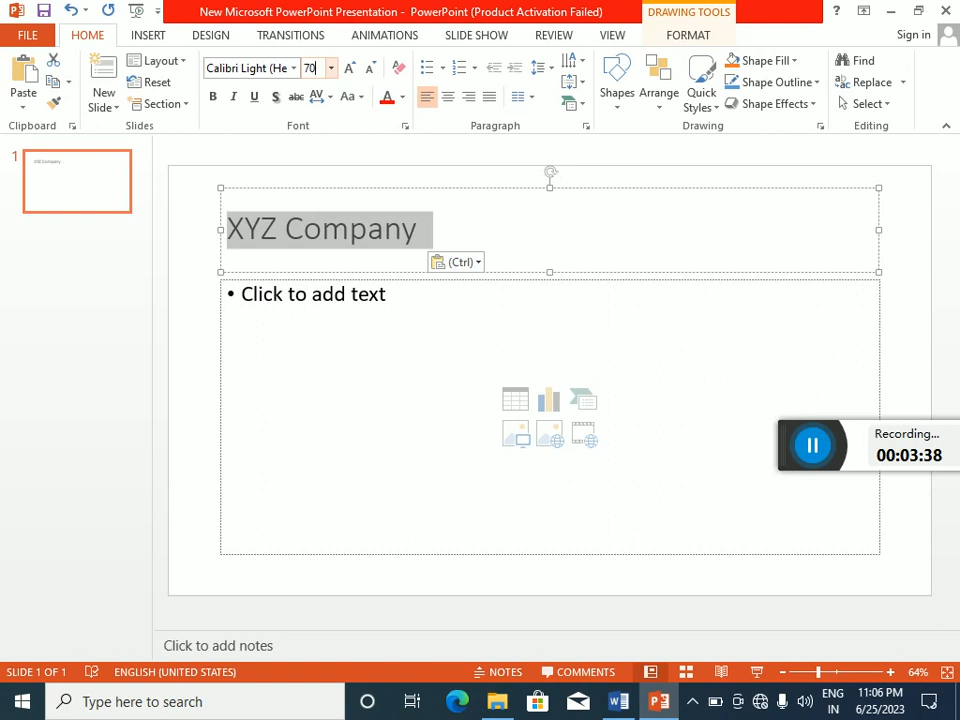 New Microsoft PowerPoint Presentation - PowerPoint (Product Activation Failed)
DRAWING TOOLS
?
FILE
HOME
INSERT
DESIGN
TRANSITIONS
ANIMATIONS
SLIDE SHOW
REVIEW
VIEW
FORMAT
Sign in
Paste
Clipboard
New
Slide
Layout
Reset
Section
Slides
Calibri Light (He
70
B I U S abc AV Aa A
Font
Paragraph
Shapes
Arrange
Quick
Styles
Shape Fill
Shape Outline
Shape Effects
Drawing
Find
Replace
Select
Editing
1
XYZ Company
XYZ Company
(Ctrl)
• Click to add text
Recording...
00:03:38
Click to add notes
SLIDE 1 OF 1
ENGLISH (UNITED STATES)
NOTES
COMMENTS
64%
Type here to search
ENG
IN
11:06 PM
6/25/2023